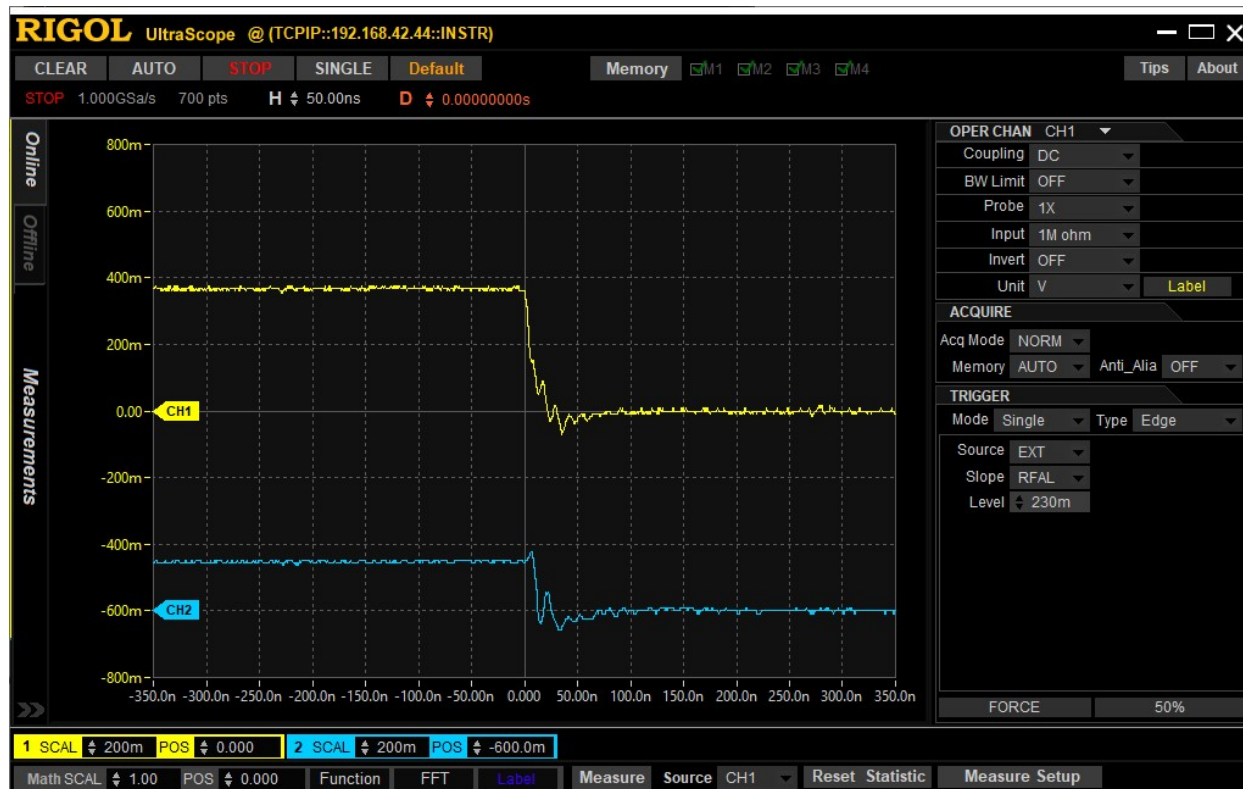 RIGOL UltraScope @ (TCPIP::192.168.42.44::INSTR)
CLEAR AUTO STOP SINGLE Default Memory M1 M2 M3 M4 Tips About
STOP 1.000GSa/s 700 pts H 50.00ns D 0.00000000s
Online
Offline
Measurements
800m
600m
400m
200m
0.00 CH1
-200m
-400m
-600m CH2
-800m
-350.0n -300.0n -250.0n -200.0n -150.0n -100.0n -50.00n 0.000 50.00n 100.0n 150.0n 200.0n 250.0n 300.0n 350.0n
OPER CHAN CH1
Coupling DC
BW Limit OFF
Probe 1X
Input 1M ohm
Invert OFF
Unit V Label
ACQUIRE
Acq Mode NORM
Memory AUTO Anti_Alia OFF
TRIGGER
Mode Single Type Edge
Source EXT
Slope RFAL
Level 230m
FORCE 50%
1 SCAL 200m POS 0.000 2 SCAL 200m POS -600.0m
Math SCAL 1.00 POS 0.000 Function FFT Label Measure Source CH1 Reset Statistic Measure Setup